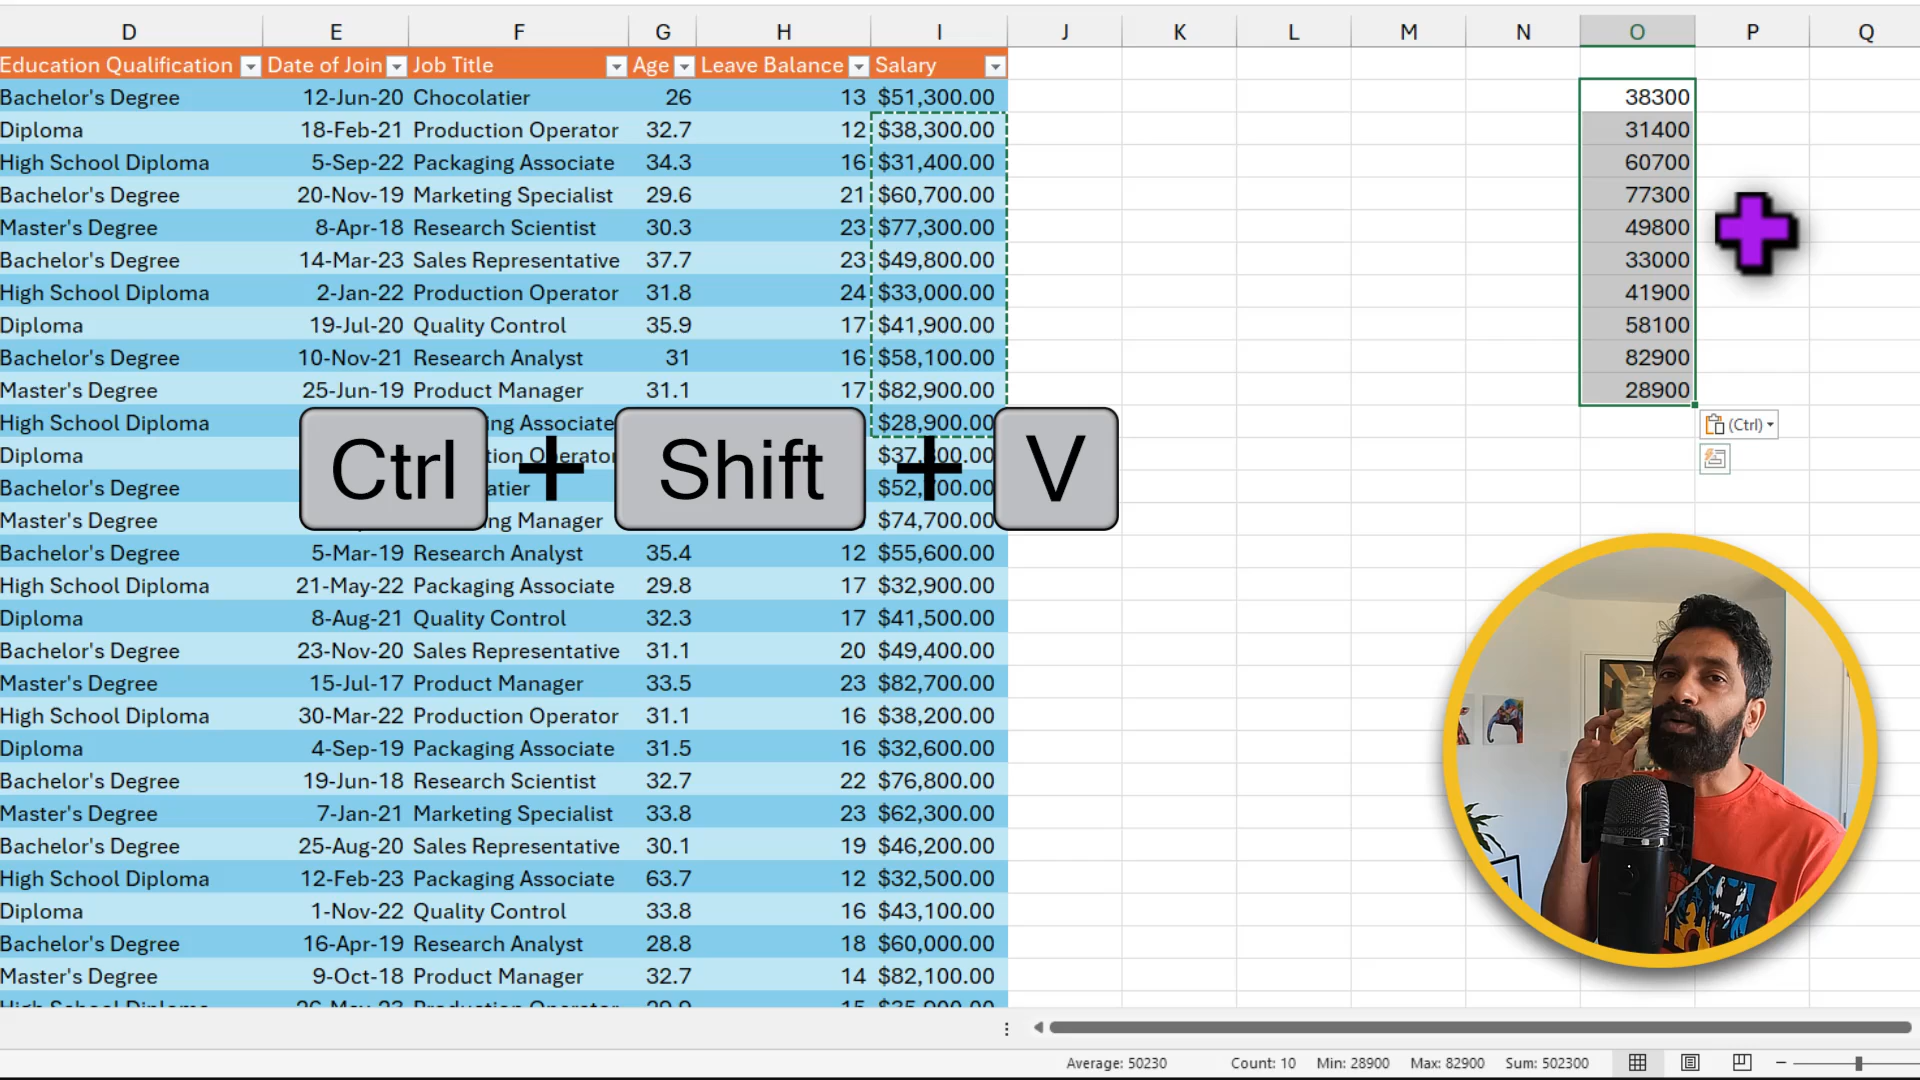 D E F G H I J K L M N O P Q
Education Qualification Date of Join Job Title Age Leave Balance Salary
Bachelor's Degree 12-Jun-20 Chocolatier 26 13 $51,300.00 38300
Diploma 18-Feb-21 Production Operator 32.7 12 $38,300.00 31400
High School Diploma 5-Sep-22 Packaging Associate 34.3 16 $31,400.00 60700
Bachelor's Degree 20-Nov-19 Marketing Specialist 29.6 21 $60,700.00 77300
Master's Degree 8-Apr-18 Research Scientist 30.3 23 $77,300.00 49800
Bachelor's Degree 14-Mar-23 Sales Representative 37.7 23 $49,800.00 33000
High School Diploma 2-Jan-22 Production Operator 31.8 24 $33,000.00 41900
Diploma 19-Jul-20 Quality Control 35.9 17 $41,900.00 58100
Bachelor's Degree 10-Nov-21 Research Analyst 31 16 $58,100.00 82900
Master's Degree 25-Jun-19 Product Manager 31.1 17 $82,900.00 28900
High School Diploma ng Associate $28,900.00 (Ctrl)
Diploma
Ctrl + Shift + V
Bachelor's Degree
Master's Degree ng Manager $74,700.00
Bachelor's Degree 5-Mar-19 Research Analyst 35.4 12 $55,600.00
High School Diploma 21-May-22 Packaging Associate 29.8 17 $32,900.00
Diploma 8-Aug-21 Quality Control 32.3 17 $41,500.00
Bachelor's Degree 23-Nov-20 Sales Representative 31.1 20 $49,400.00
Master's Degree 15-Jul-17 Product Manager 33.5 23 $82,700.00
High School Diploma 30-Mar-22 Production Operator 31.1 16 $38,200.00
Diploma 4-Sep-19 Packaging Associate 31.5 16 $32,600.00
Bachelor's Degree 19-Jun-18 Research Scientist 32.7 22 $76,800.00
Master's Degree 7-Jan-21 Marketing Specialist 33.8 23 $62,300.00
Bachelor's Degree 25-Aug-20 Sales Representative 30.1 19 $46,200.00
High School Diploma 12-Feb-23 Packaging Associate 63.7 12 $32,500.00
Diploma 1-Nov-22 Quality Control 33.8 16 $43,100.00
Bachelor's Degree 16-Apr-19 Research Analyst 28.8 18 $60,000.00
Master's Degree 9-Oct-18 Product Manager 32.7 14 $82,100.00
Average: 50230 Count: 10 Min: 28900 Max: 82900 Sum: 502300